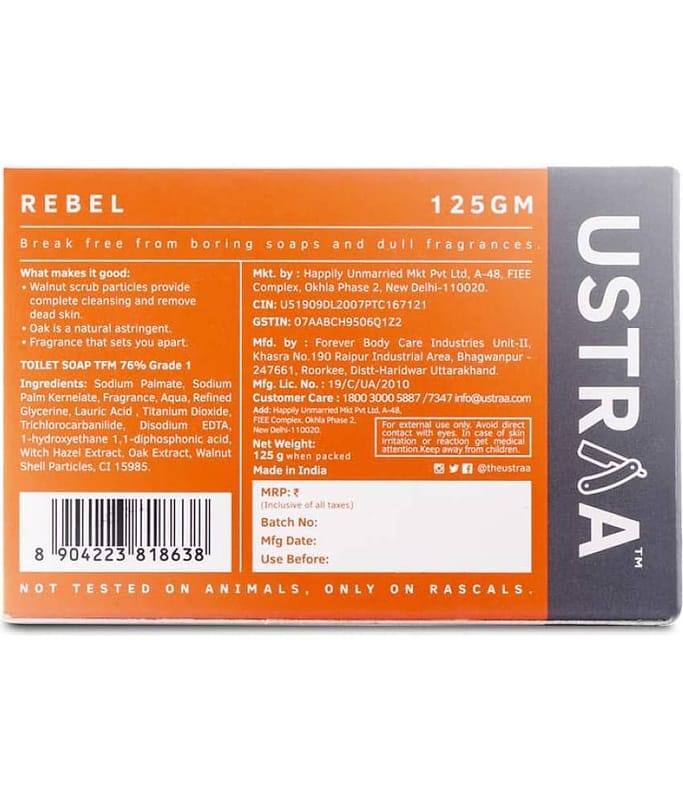 REBEL
125GM
Break free from boring soaps and dull fragrances.
What makes it good:
• Walnut scrub particles provide
complete cleansing and remove
dead skin.
• Oak is a natural astringent.
• Fragrance that sets you apart.
TOILET SOAP TFM 76% Grade 1
Ingredients: Sodium Palmate, Sodium
Palm Kernelate, Fragrance, Aqua, Refined
Glycerine, Lauric Acid , Titanium Dioxide,
Trichlorocarbanilide, Disodium EDTA,
1-hydroxyethane 1,1-diphosphonic acid,
Witch Hazel Extract, Oak Extract, Walnut
Shell Particles, CI 15985.
8 904223 818638
Mkt. by : Happily Unmarried Mkt Pvt Ltd, A-48, FIEE
Complex, Okhla Phase 2, New Delhi-110020.
CIN: U51909DL2007PTC167121
GSTIN: 07AABCH9506Q1Z2
Mfd. by : Forever Body Care Industries Unit-II,
Khasra No.190 Raipur Industrial Area, Bhagwanpur -
247661, Roorkee, Distt-Haridwar Uttarakhand.
Mfg. Lic. No. : 19/C/UA/2010
Customer Care : 1800 3000 5887 /7347 info@ustraa.com
Add: Happily Unmarried Mkt Pvt Ltd, A-48,
FIEE Complex, Okhla Phase 2,
New Delhi-110020.
For external use only. Avoid direct
contact with eyes. In case of skin
irritation or reaction get medical
attention.Keep away from children.
Net Weight:
125 g when packed
Made in India
@theustraa
MRP: ₹
(Inclusive of all taxes)
Batch No:
Mfg Date:
Use Before:
NOT TESTED ON ANIMALS, ONLY ON RASCALS.
USTRAA™